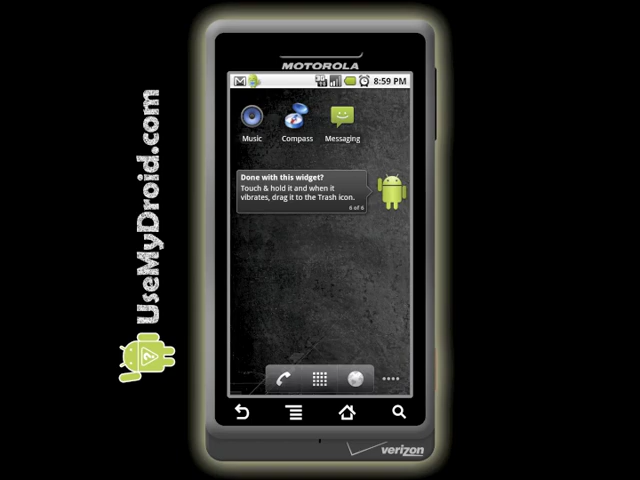 UseMyDroid.com
MOTOROLA
3G
8:59 PM
Music
Compass
Messaging
Done with this widget?
Touch & hold it and when it
vibrates, drag it to the Trash icon.
6 of 6
verizon